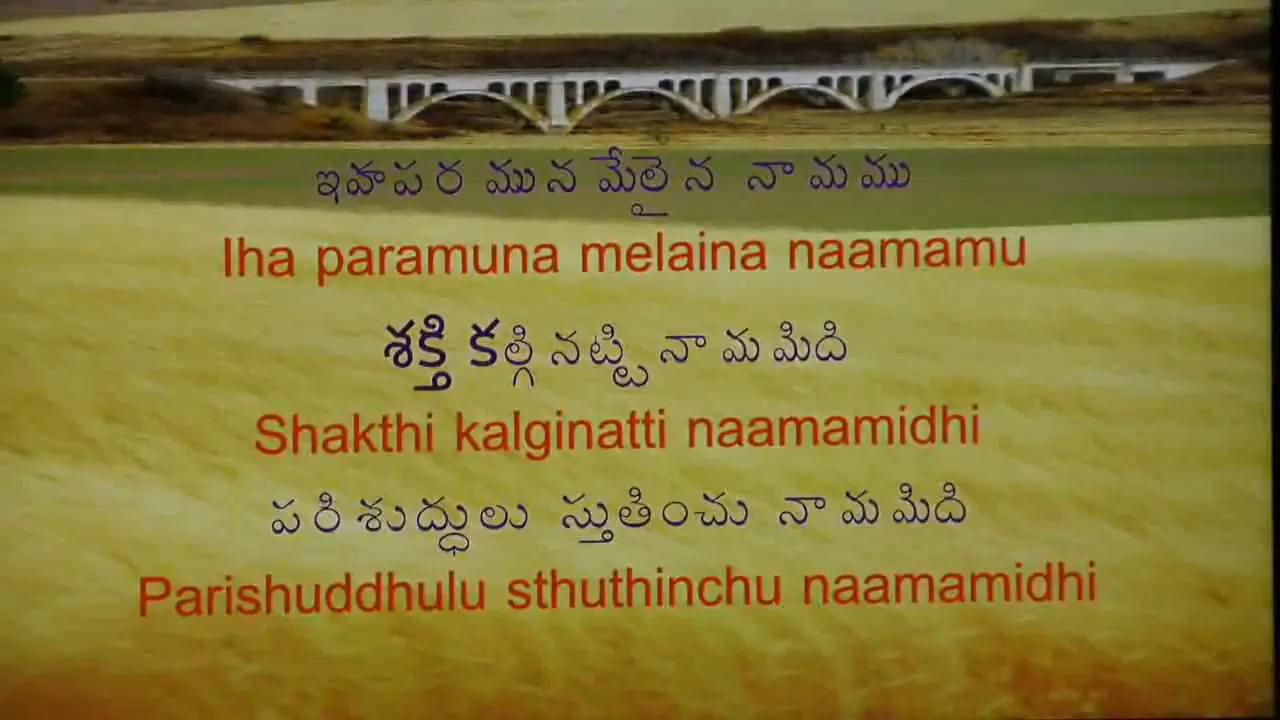 ఇహపరమున మేలైన నామము
Iha paramuna melaina naamamu
శక్తి కల్గినట్టి నామమిది
Shakthi kalginatti naamamidhi
పరిశుద్ధులు స్తుతించు నామమిది
Parishuddhulu sthuthinchu naamamidhi